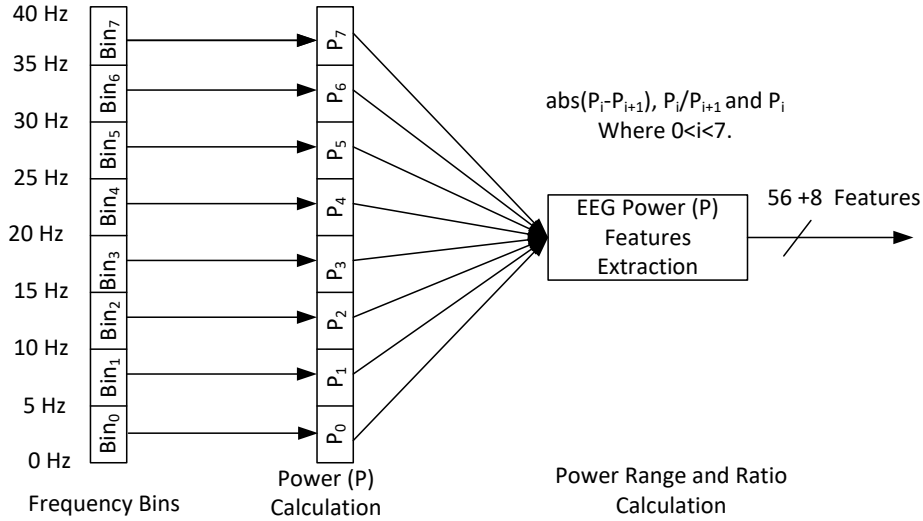 40 Hz
35 Hz
30 Hz
25 Hz
20 Hz
15 Hz
10 Hz
5 Hz
0 Hz
Bin₇
Bin₆
Bin₅
Bin₄
Bin₃
Bin₂
Bin₁
Bin₀
Frequency Bins
P₇
P₆
P₅
P₄
P₃
P₂
P₁
P₀
Power (P)
Calculation
abs(Pᵢ-Pᵢ₊₁), Pᵢ/Pᵢ₊₁ and Pᵢ
Where 0<i<7.
EEG Power (P)
Features
Extraction
56 +8 Features
Power Range and Ratio
Calculation